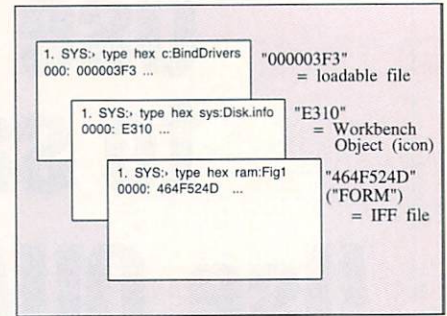 1. SYS:> type hex c:BindDrivers
000: 000003F3 ...
"000003F3"
= loadable file
1. SYS:> type hex sys:Disk.info
0000: E310 ...
"E310"
= Workbench
Object (icon)
1. SYS:> type hex ram:Fig1
0000: 464F524D ...
"464F524D"
("FORM")
= IFF file